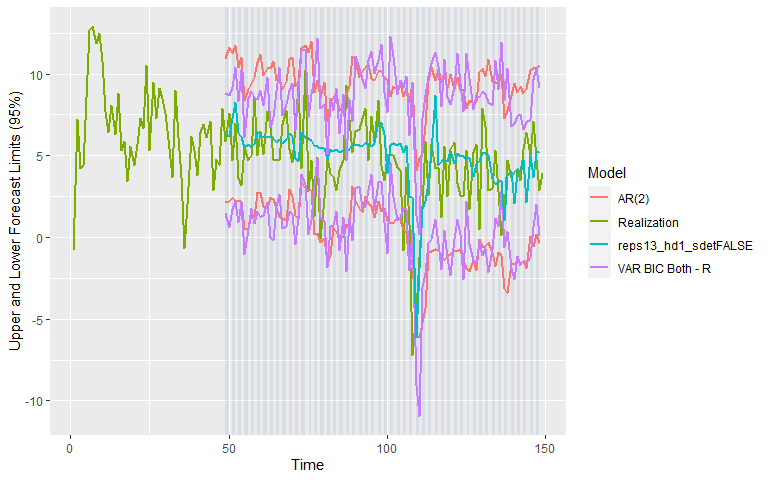 Upper and Lower Forecast Limits (95%)
10
5
0
-5
-10
0
50
100
150
Time
Model
AR(2)
Realization
reps13_hd1_sdetFALSE
VAR BIC Both - R